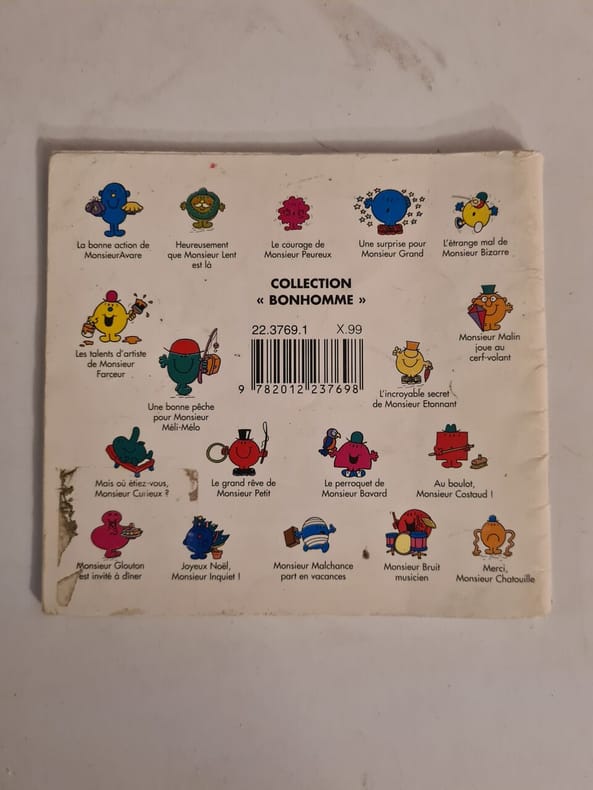 La bonne action de
MonsieurAvare
Heureusement
que Monsieur Lent
est là
Le courage de
Monsieur Peureux
Une surprise pour
Monsieur Grand
L'étrange mal de
Monsieur Bizarre
COLLECTION
« BONHOMME »
Les talents d'artiste
de Monsieur
Farceur
Une bonne pêche
pour Monsieur
Méli-Mélo
22.3769.1 X.99
9 782012 237698
L'incroyable secret
de Monsieur Etonnant
Monsieur Malin
joue au
cerf-volant
Mais où étiez-vous,
Monsieur Curieux ?
Le grand rêve de
Monsieur Petit
Le perroquet de
Monsieur Bavard
Au boulot,
Monsieur Costaud !
Monsieur Glouton
est invité à dîner
Joyeux Noël,
Monsieur Inquiet !
Monsieur Malchance
part en vacances
Monsieur Bruit
musicien
Merci,
Monsieur Chatouille